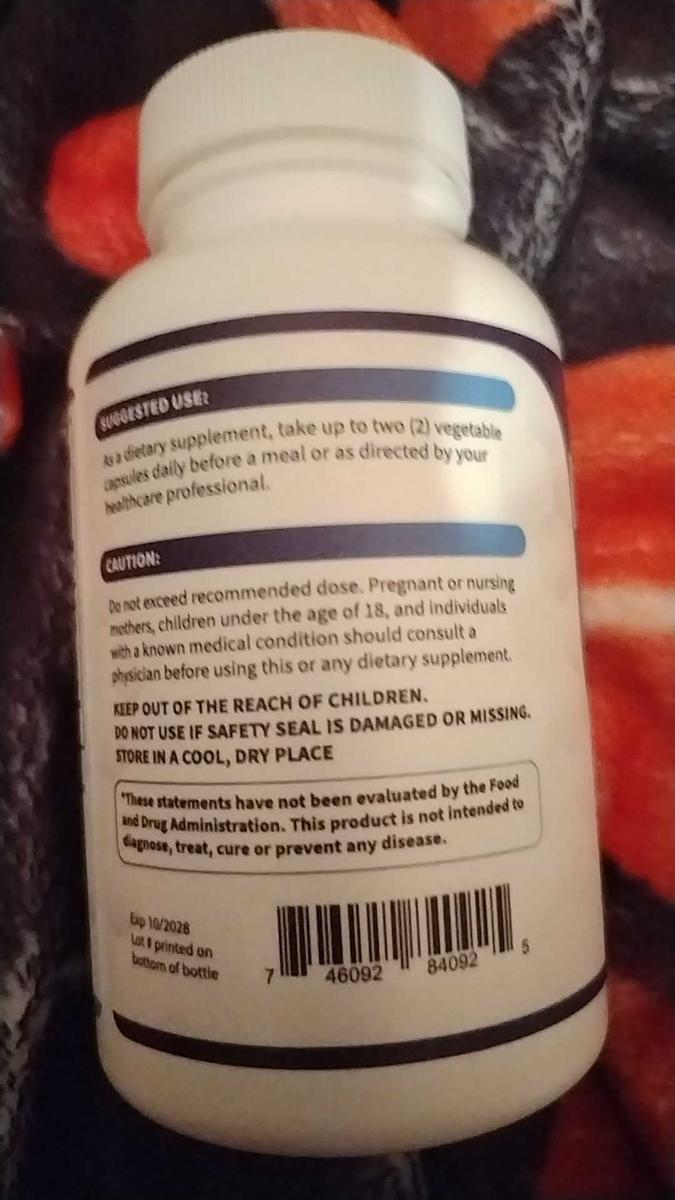 SUGGESTED USE:
As a dietary supplement, take up to two (2) vegetable
capsules daily before a meal or as directed by your
healthcare professional.
CAUTION:
Do not exceed recommended dose. Pregnant or nursing
mothers, children under the age of 18, and individuals
with a known medical condition should consult a
physician before using this or any dietary supplement.
KEEP OUT OF THE REACH OF CHILDREN.
DO NOT USE IF SAFETY SEAL IS DAMAGED OR MISSING.
STORE IN A COOL, DRY PLACE
*These statements have not been evaluated by the Food
and Drug Administration. This product is not intended to
diagnose, treat, cure or prevent any disease.
Exp 10/2028
Lot # printed on
bottom of bottle
7 46092 84092 5